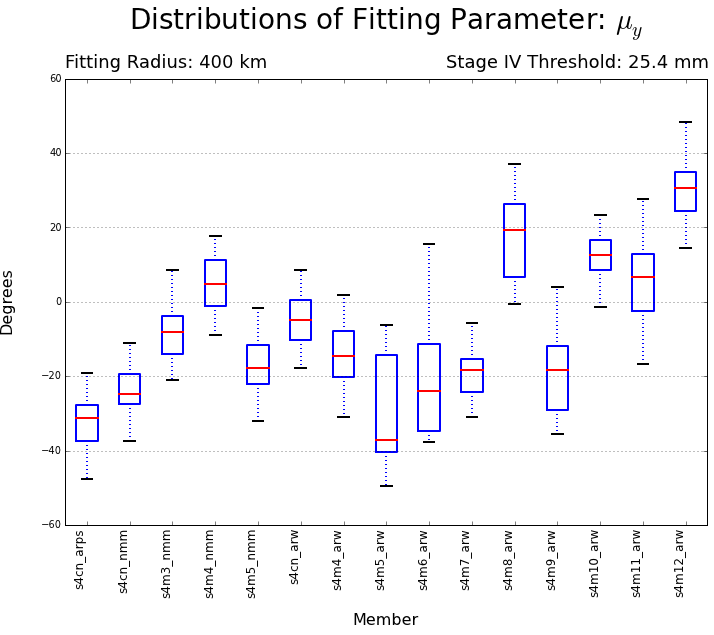 Distributions of Fitting Parameter: μ_y
Fitting Radius: 400 km
Stage IV Threshold: 25.4 mm
60
40
20
0
−20
−40
−60
Degrees
s4cn_arps
s4cn_nmm
s4m3_nmm
s4m4_nmm
s4m5_nmm
s4cn_arw
s4m4_arw
s4m5_arw
s4m6_arw
s4m7_arw
s4m8_arw
s4m9_arw
s4m10_arw
s4m11_arw
s4m12_arw
Member